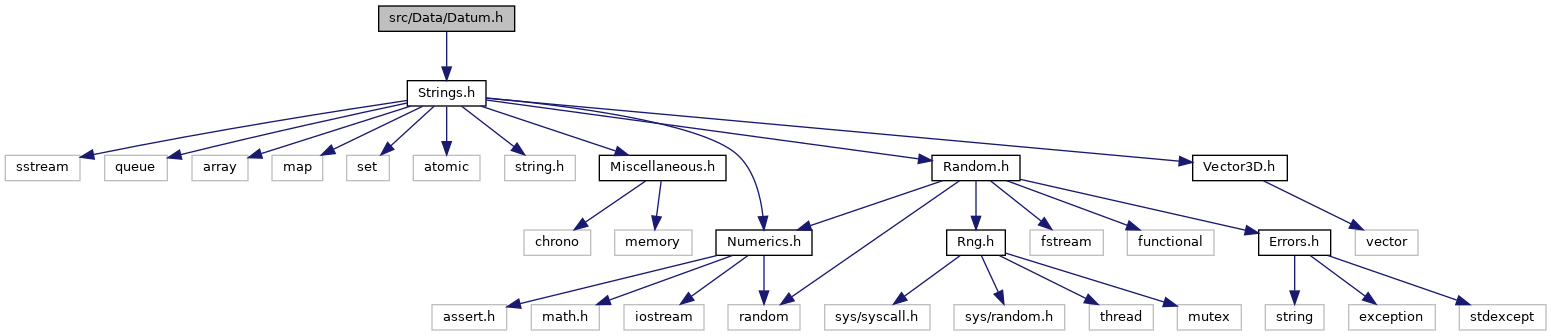 src/Data/Datum.h
Strings.h
sstream
queue
array
map
set
atomic
string.h
Miscellaneous.h
Random.h
Vector3D.h
chrono
memory
Numerics.h
Rng.h
fstream
functional
Errors.h
vector
assert.h
math.h
iostream
random
sys/syscall.h
sys/random.h
thread
mutex
string
exception
stdexcept